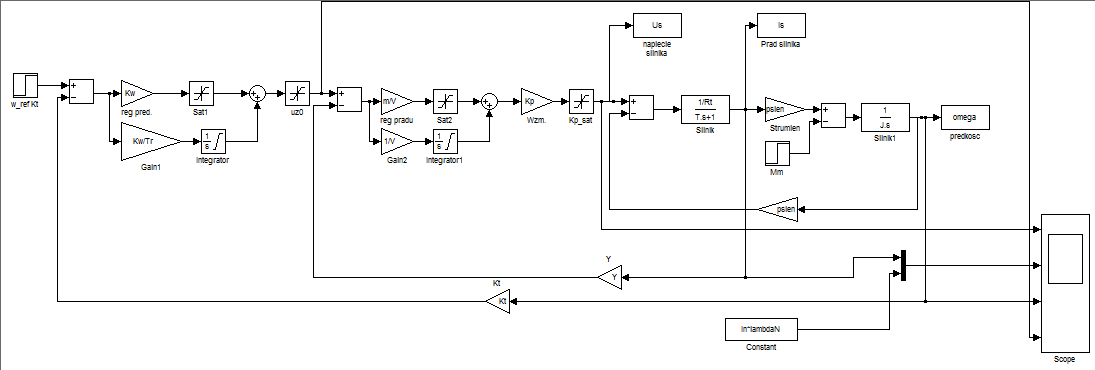 w_ref Kt
+
−
Kw
reg pred.
Sat1
Kw/Tr
Gain1
1
s
Integrator
+
+
uz0
+
−
m/V
reg pradu
Sat2
1/V
Gain2
1
s
Integrator1
+
+
Kp
Wzm.
Kp_sat
Us
napiecie
silnika
+
−
1/Rt
T.s+1
Silnik
Is
Prad silnika
psien
Strumien
Mm
+
−
1
J.s
Silnik1
omega
predkosc
psien
Y
Y
Kt
Kt
In*lambdaN
Constant
Scope